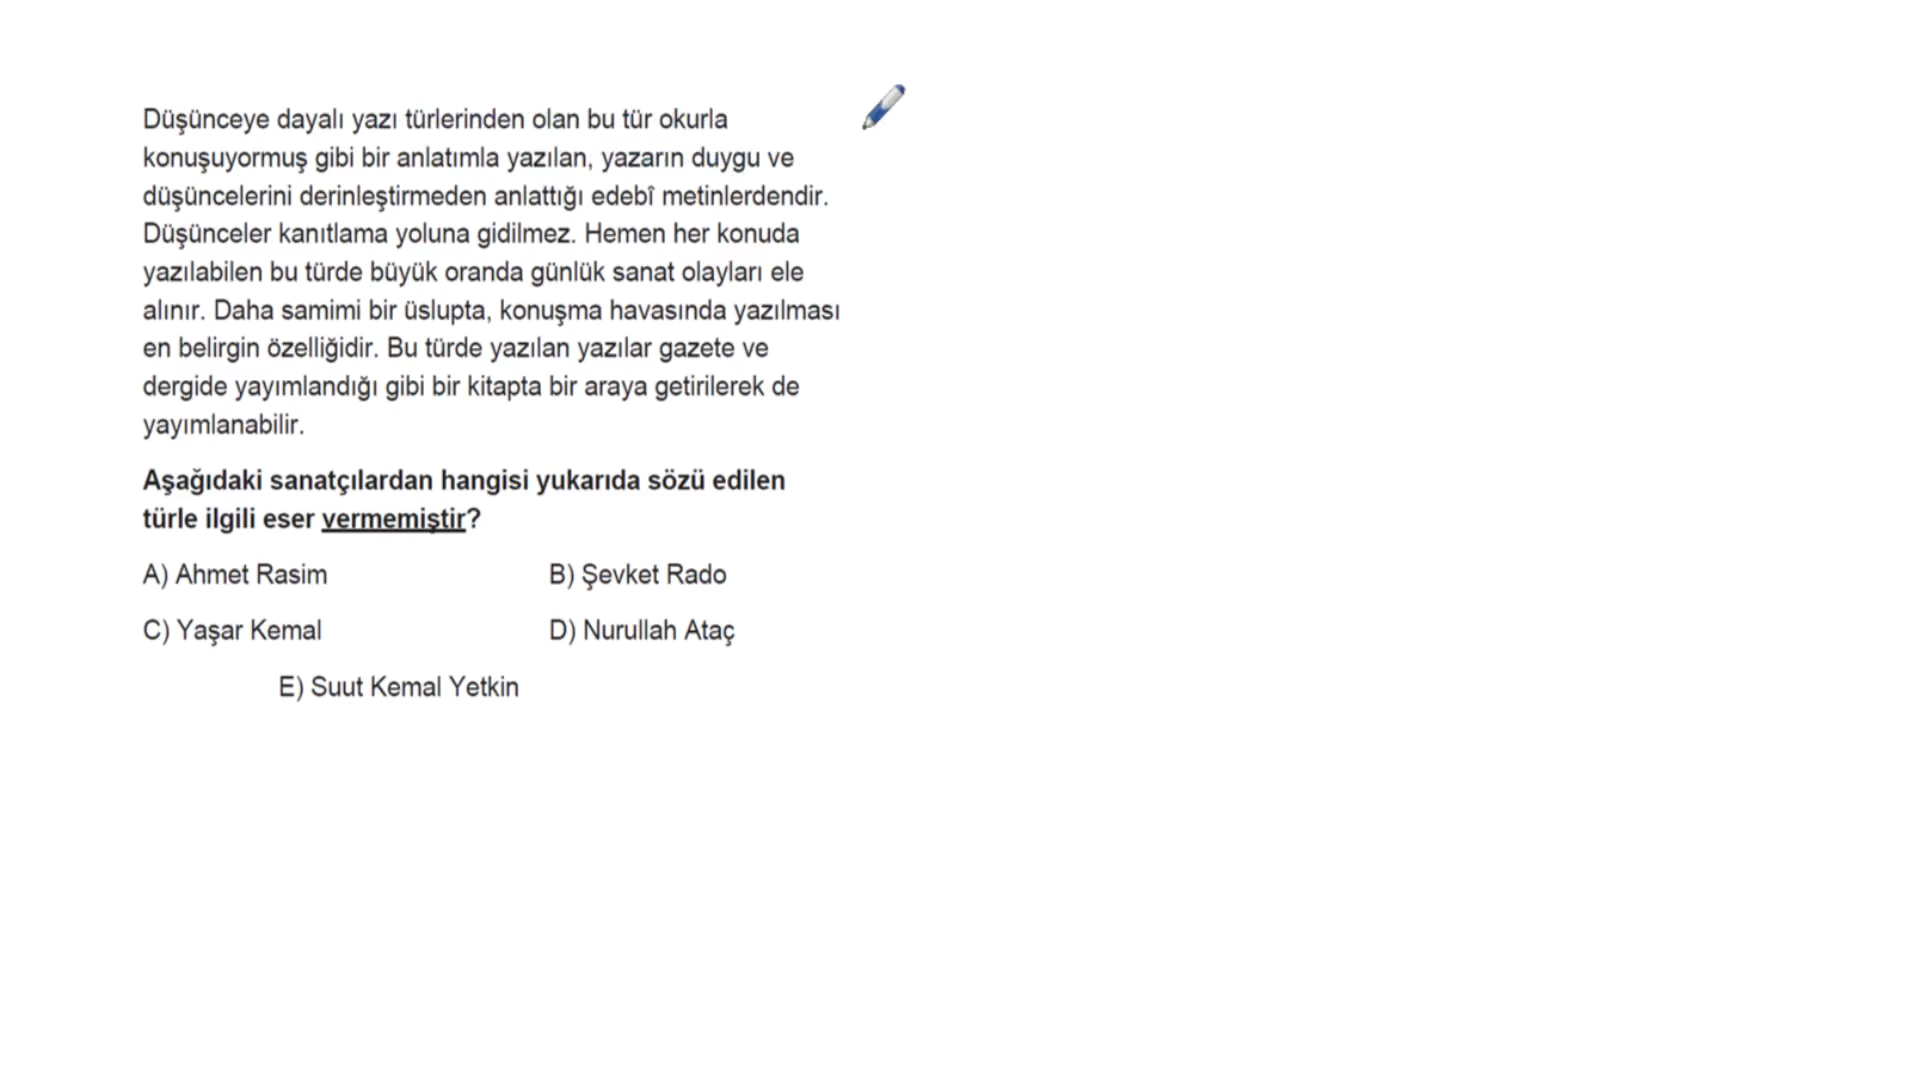 Düşünceye dayalı yazı türlerinden olan bu tür okurla
konuşuyormuş gibi bir anlatımla yazılan, yazarın duygu ve
düşüncelerini derinleştirmeden anlattığı edebî metinlerdendir.
Düşünceler kanıtlama yoluna gidilmez. Hemen her konuda
yazılabilen bu türde büyük oranda günlük sanat olayları ele
alınır. Daha samimi bir üslupta, konuşma havasında yazılması
en belirgin özelliğidir. Bu türde yazılan yazılar gazete ve
dergide yayımlandığı gibi bir kitapta bir araya getirilerek de
yayımlanabilir.
Aşağıdaki sanatçılardan hangisi yukarıda sözü edilen
türle ilgili eser vermemiştir?
A) Ahmet Rasim B) Şevket Rado
C) Yaşar Kemal D) Nurullah Ataç
E) Suut Kemal Yetkin